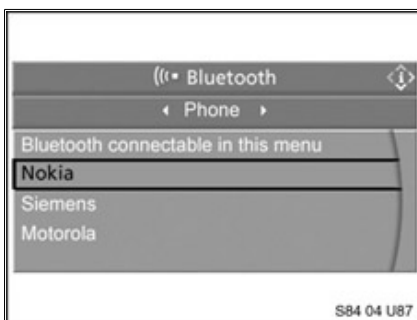 Bluetooth
Phone
Bluetooth connectable in this menu
Nokia
Siemens
Motorola
S84 04 U87